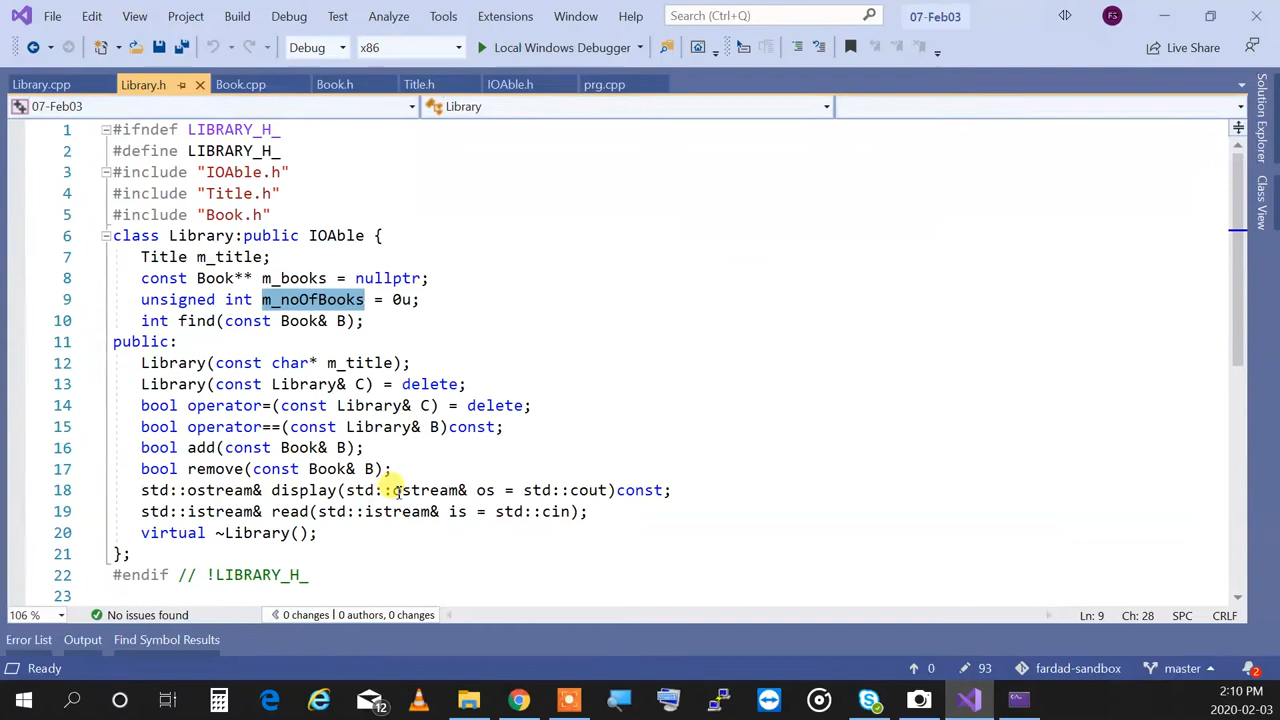 File Edit View Project Build Debug Test Analyze Tools Extensions Window Help Search (Ctrl+Q) 07-Feb03 FS
Debug x86 Local Windows Debugger Live Share
Library.cpp Library.h Book.cpp Book.h Title.h IOAble.h prg.cpp
07-Feb03 Library
1 #ifndef LIBRARY_H_
2 #define LIBRARY_H_
3 #include "IOAble.h"
4 #include "Title.h"
5 #include "Book.h"
6 class Library:public IOAble {
7 Title m_title;
8 const Book** m_books = nullptr;
9 unsigned int m_noOfBooks = 0u;
10 int find(const Book& B);
11 public:
12 Library(const char* m_title);
13 Library(const Library& C) = delete;
14 bool operator=(const Library& C) = delete;
15 bool operator==(const Library& B)const;
16 bool add(const Book& B);
17 bool remove(const Book& B);
18 std::ostream& display(std::ostream& os = std::cout)const;
19 std::istream& read(std::istream& is = std::cin);
20 virtual ~Library();
21 };
22 #endif // !LIBRARY_H_
23
Solution Explorer
Class View
106 % No issues found 0 changes | 0 authors, 0 changes Ln: 9 Ch: 28 SPC CRLF
Error List Output Find Symbol Results
Ready 0 93 fardad-sandbox master 2
12 2:10 PM
2020-02-03